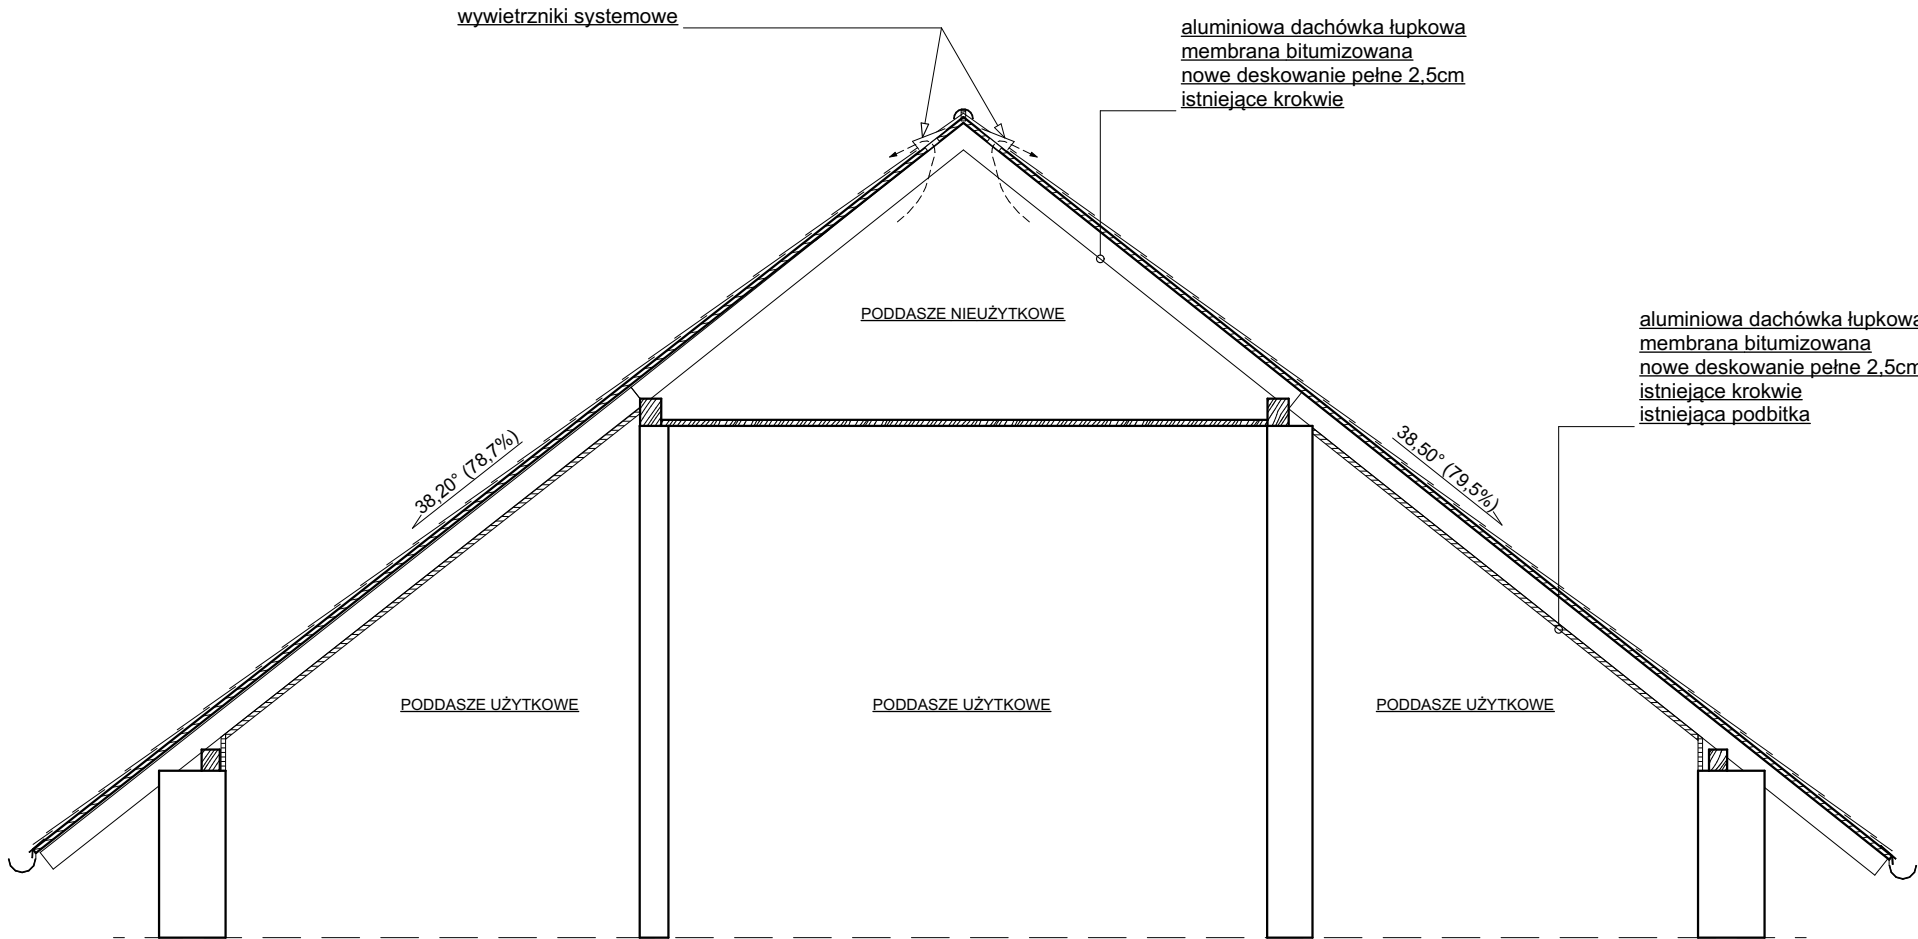 wywietrzniki systemowe
aluminiowa dachówka łupkowa
membrana bitumizowana
nowe deskowanie pełne 2,5cm
istniejące krokwie
PODDASZE NIEUŻYTKOWE
aluminiowa dachówka łupkowa
membrana bitumizowana
nowe deskowanie pełne 2,5cm
istniejące krokwie
istniejąca podbitka
38,20° (78,7%)
38,50° (79,5%)
PODDASZE UŻYTKOWE
PODDASZE UŻYTKOWE
PODDASZE UŻYTKOWE